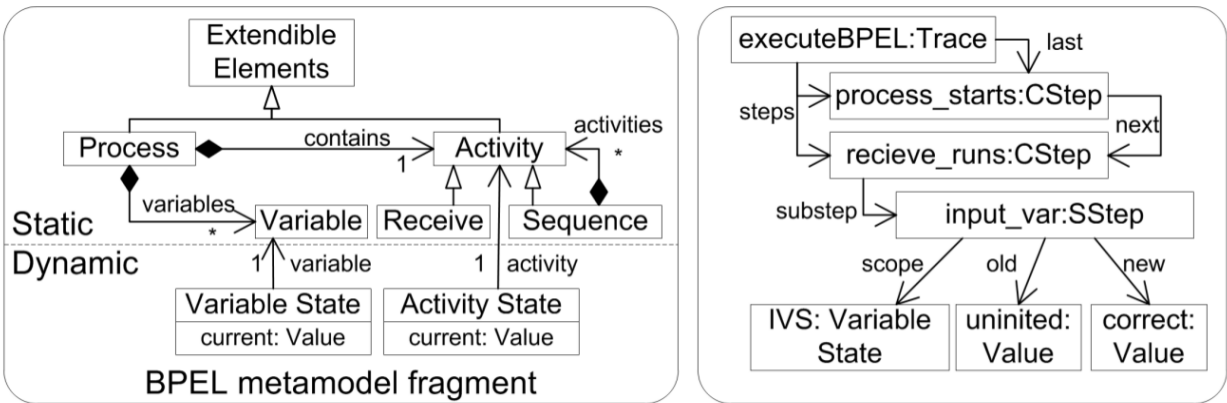 Extendible
Elements
Process
contains
1
Activity
activities
*
variables
*
Variable
Receive
Sequence
Static
Dynamic
1
variable
1
activity
Variable State
current: Value
Activity State
current: Value
BPEL metamodel fragment
executeBPEL:Trace
last
process_starts:CStep
steps
next
recieve_runs:CStep
substep
input_var:SStep
scope
old
new
IVS: Variable
State
uninited:
Value
correct:
Value